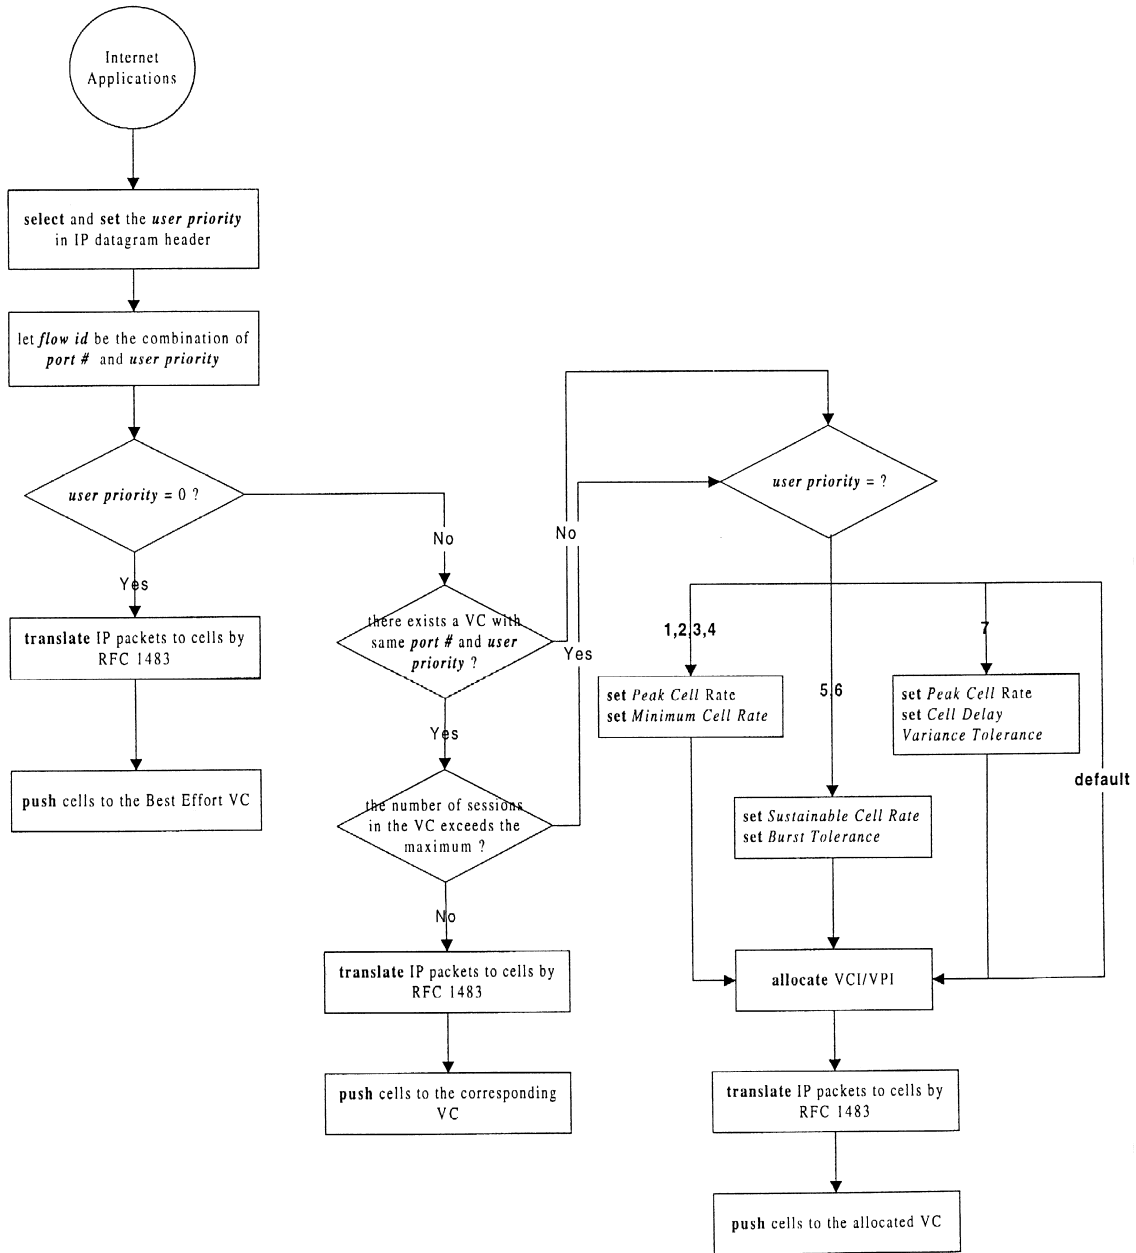 Internet
Applications
select and set the user priority
in IP datagram header
let flow id be the combination of
port # and user priority
user priority = 0 ?
No
Yes
translate IP packets to cells by
RFC 1483
push cells to the Best Effort VC
there exists a VC with
same port # and user
priority ?
No
Yes
Yes
the number of sessions
in the VC exceeds the
maximum ?
No
translate IP packets to cells by
RFC 1483
push cells to the corresponding
VC
user priority = ?
1,2,3,4
5,6
7
default
set Peak Cell Rate
set Minimum Cell Rate
set Peak Cell Rate
set Cell Delay
Variance Tolerance
set Sustainable Cell Rate
set Burst Tolerance
allocate VCI/VPI
translate IP packets to cells by
RFC 1483
push cells to the allocated VC